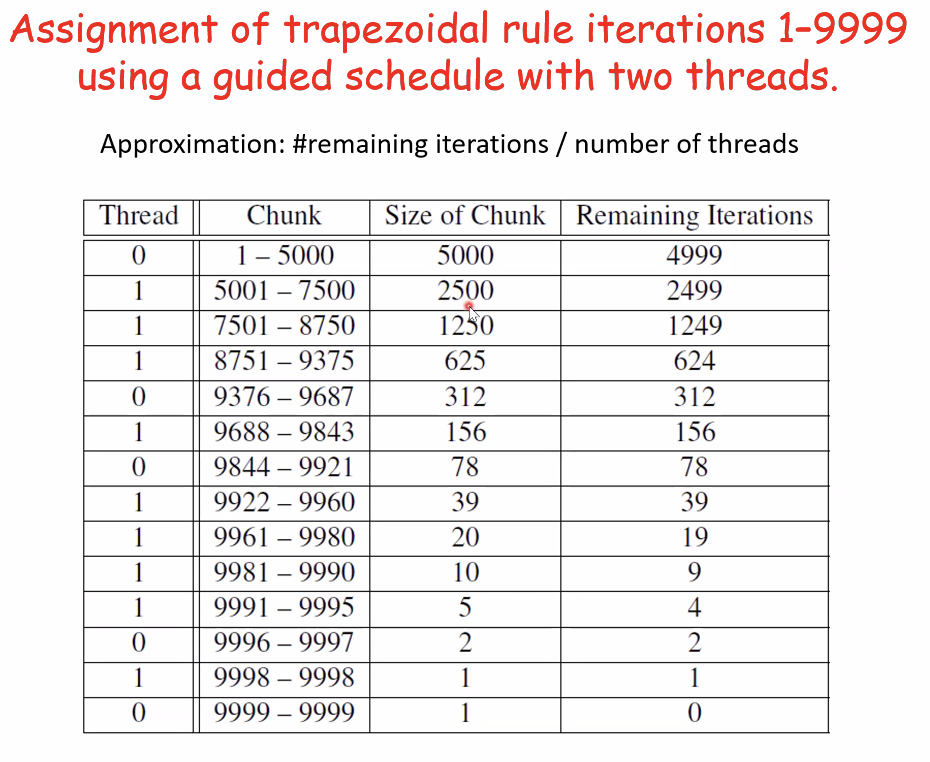 Assignment of trapezoidal rule iterations 1–9999
using a guided schedule with two threads.
Approximation: #remaining iterations / number of threads
Thread Chunk Size of Chunk Remaining Iterations
0 1 – 5000 5000 4999
1 5001 – 7500 2500 2499
1 7501 – 8750 1250 1249
1 8751 – 9375 625 624
0 9376 – 9687 312 312
1 9688 – 9843 156 156
0 9844 – 9921 78 78
1 9922 – 9960 39 39
1 9961 – 9980 20 19
1 9981 – 9990 10 9
1 9991 – 9995 5 4
0 9996 – 9997 2 2
1 9998 – 9998 1 1
0 9999 – 9999 1 0